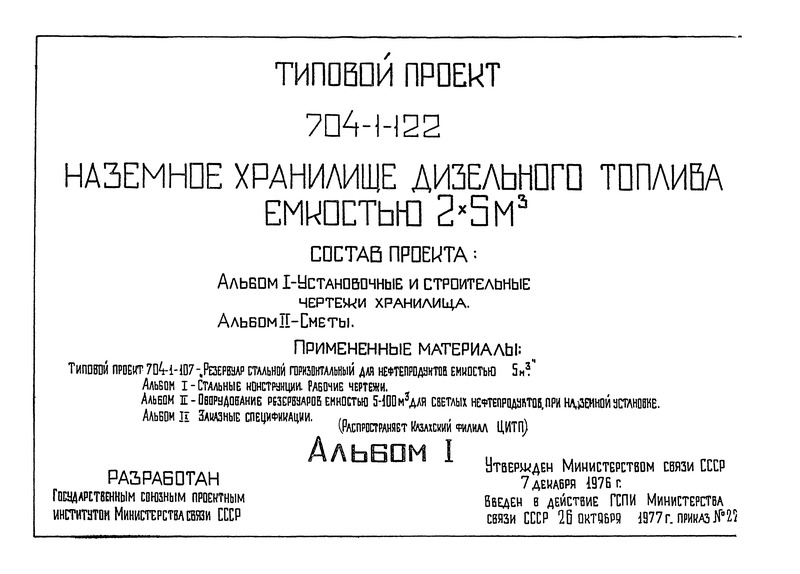 ТИПОВОЙ ПРОЕКТ
704-1-122
НАЗЕМНОЕ ХРАНИЛИЩЕ ДИЗЕЛЬНОГО ТОПЛИВА
ЕМКОСТЬЮ 2×5м³
СОСТАВ ПРОЕКТА:
Альбом I-Установочные и строительные
чертежи хранилища.
Альбом II-Сметы.
Примененные материалы:
Типовой проект 704-1-107-„Резервуар стальной горизонтальный для нефтепродуктов емкостью 5м³."
Альбом I - Стальные конструкции. Рабочие чертежи.
Альбом II - Оборудование резервуаров емкостью 5-100м³ для светлых нефтепродуктов, при наземной установке.
Альбом II Заказные спецификации.
(Распространяет Казахский филиал ЦИТП)
Альбом I
РАЗРАБОТАН
Государственным союзным проектным
институтом Министерства связи СССР
Утвержден Министерством связи СССР
7 декабря 1976 г.
Введен в действие ГСПИ Министерства
связи СССР 26 октября 1977 г. приказ №